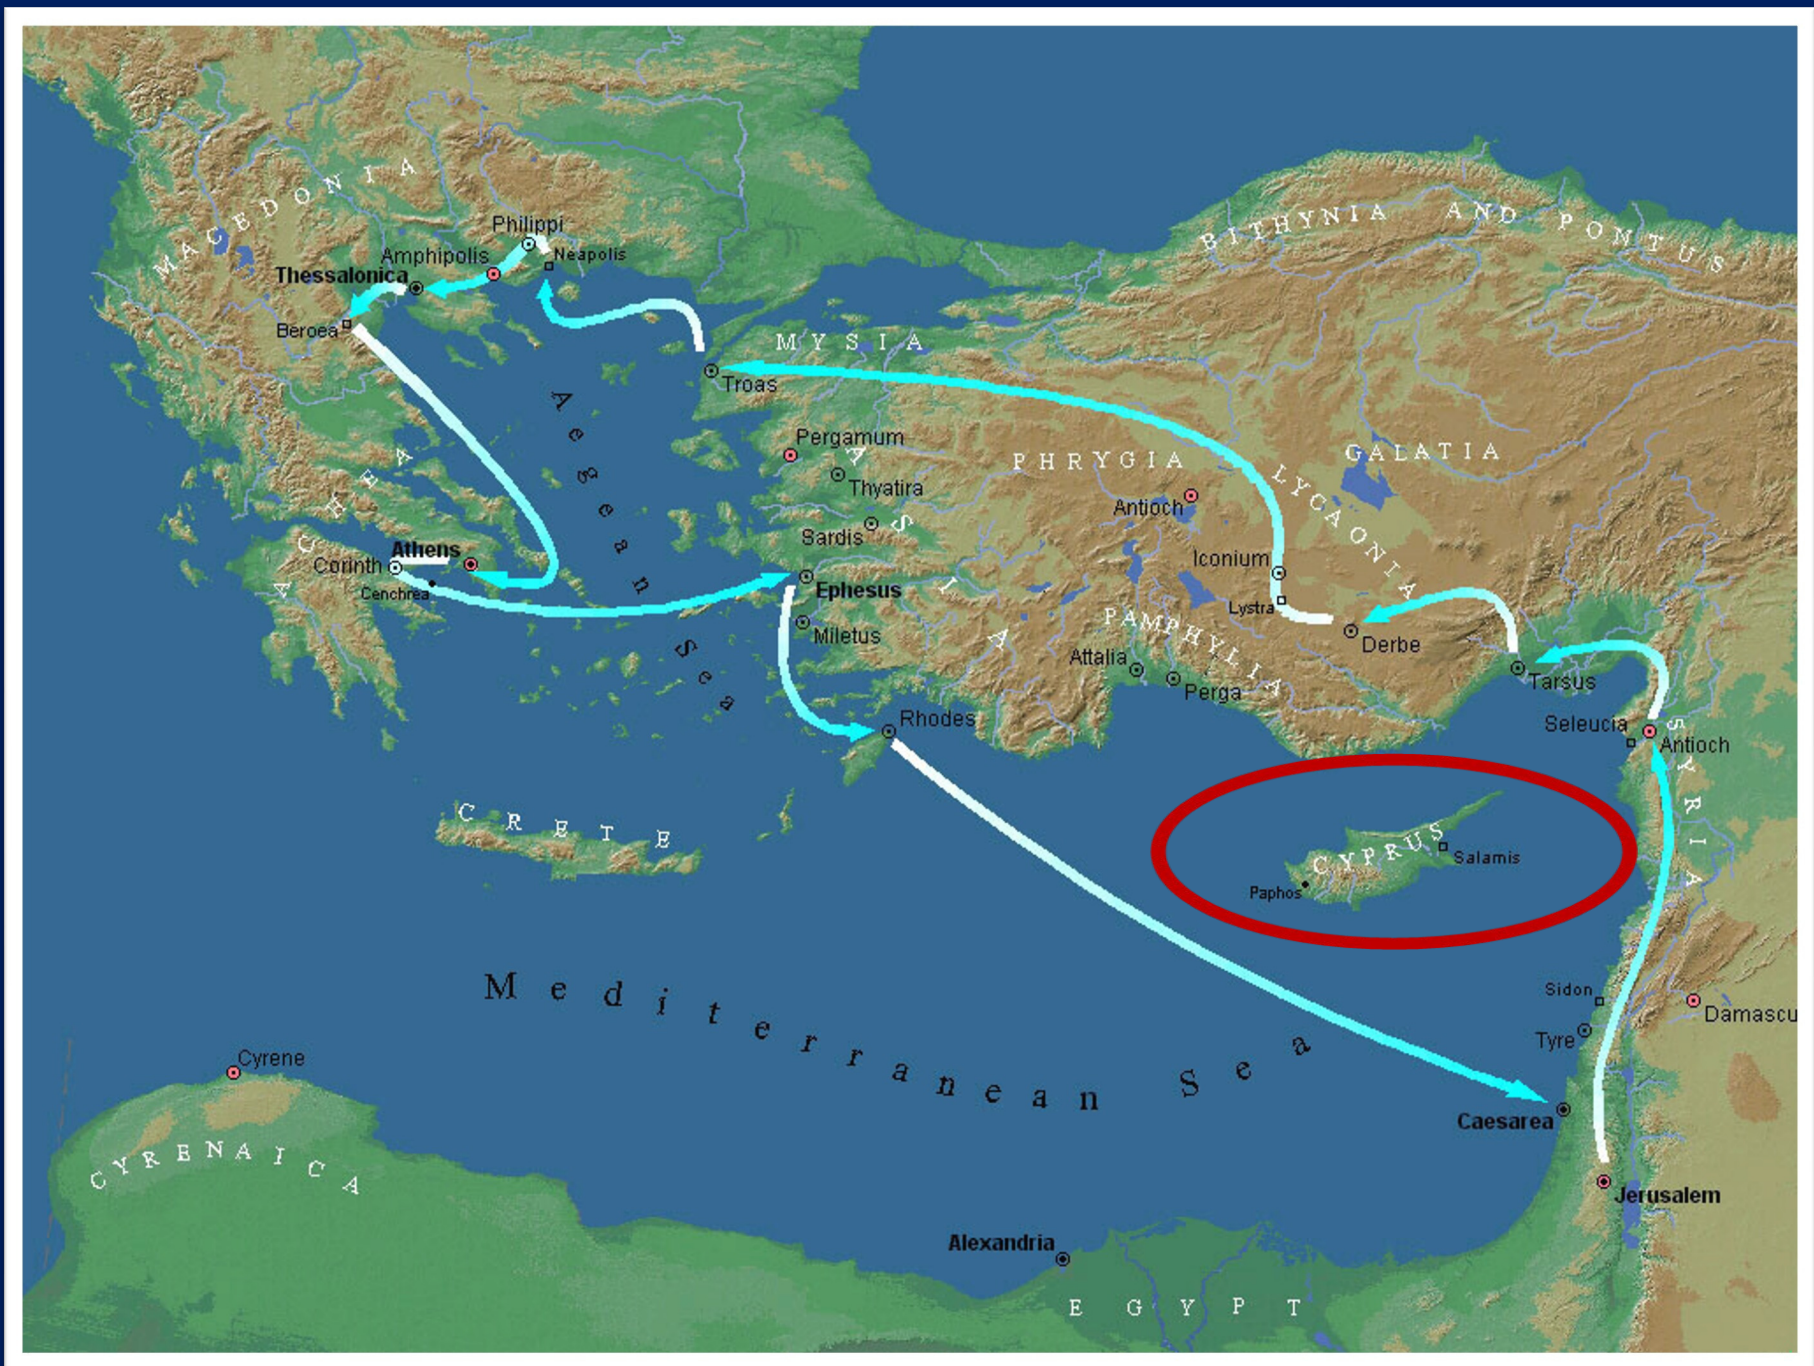 MACEDONIA
Philippi
Neapolis
Amphipolis
Thessalonica
Beroea
BITHYNIA AND PONTUS
MYSIA
Troas
Aegean Sea
Pergamum
Thyatira
ASIA
Sardis
PHRYGIA
Antioch
GALATIA
LYCAONIA
Iconium
Lystra
Derbe
ACHEA
Athens
Corinth
Cenchrea
Ephesus
Miletus
PAMPHYLIA
Attalia
Perga
Tarsus
Seleucia
Antioch
SYRIA
Rhodes
CRETE
CYPRUS
Salamis
Paphos
Mediterranean Sea
Sidon
Tyre
Damascu
Cyrene
CYRENAICA
Caesarea
Jerusalem
Alexandria
EGYPT